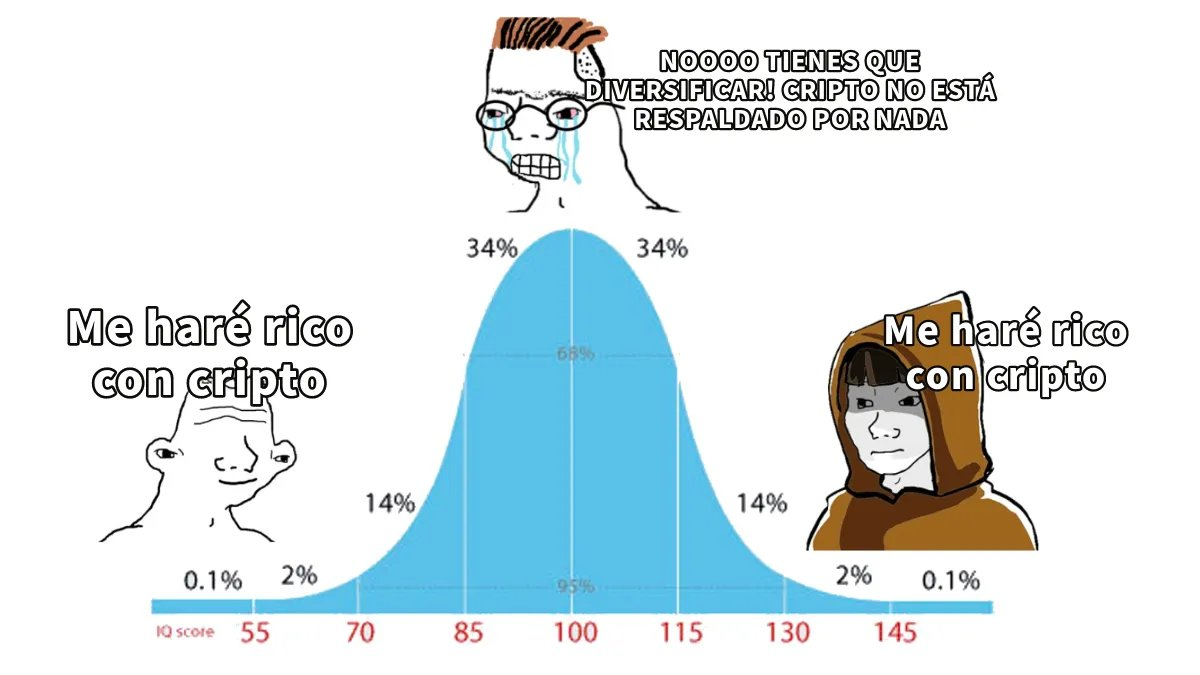 NOOOO TIENES QUE
DIVERSIFICAR! CRIPTO NO ESTÁ
RESPALDADO POR NADA
34%
34%
Me haré rico
con cripto
Me haré rico
con cripto
68%
14%
14%
0.1%
2%
95%
2%
0.1%
IQ score
55
70
85
100
115
130
145